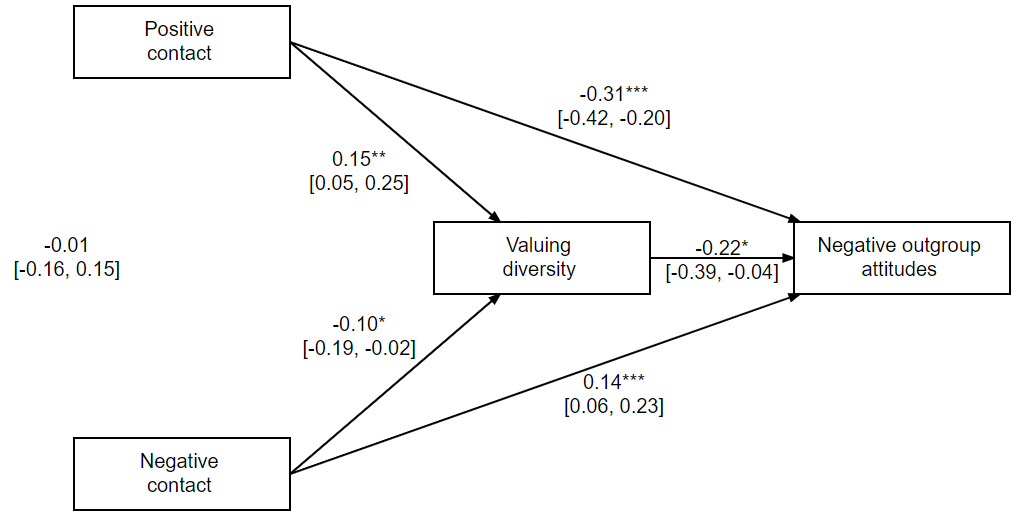 Positive
contact
-0.31***
[-0.42, -0.20]
0.15**
[0.05, 0.25]
-0.01
[-0.16, 0.15]
Valuing
diversity
-0.22*
[-0.39, -0.04]
Negative outgroup
attitudes
-0.10*
[-0.19, -0.02]
0.14***
[0.06, 0.23]
Negative
contact